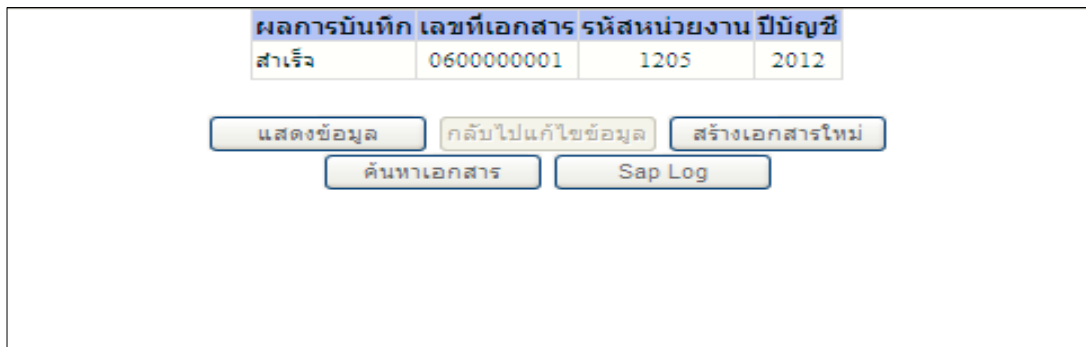 ผลการบันทึก เลขที่เอกสาร รหัสหน่วยงาน ปีบัญชี
สำเร็จ 0600000001 1205 2012
แสดงข้อมูล กลับไปแก้ไขข้อมูล สร้างเอกสารใหม่
ค้นหาเอกสาร Sap Log